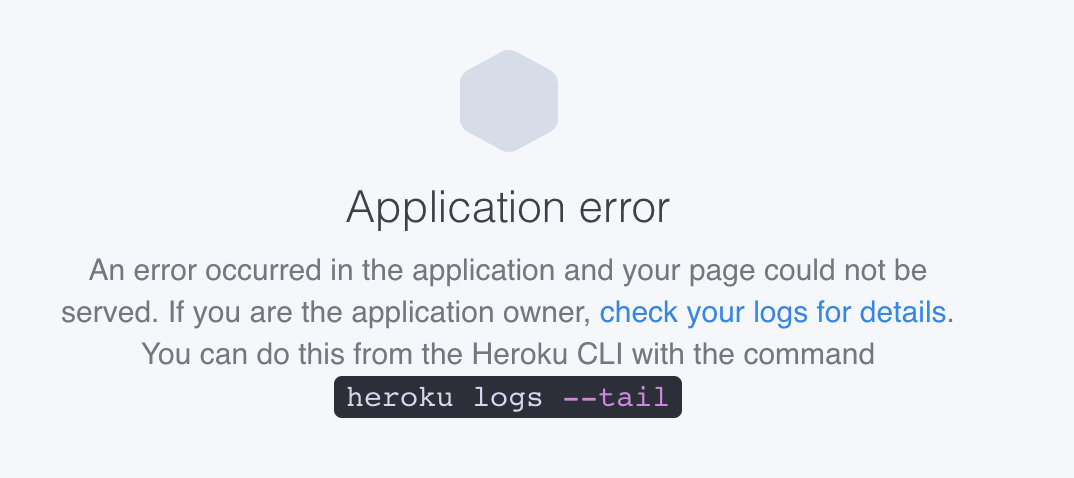 Application error
An error occurred in the application and your page could not be
served. If you are the application owner, check your logs for details.
You can do this from the Heroku CLI with the command
heroku logs --tail